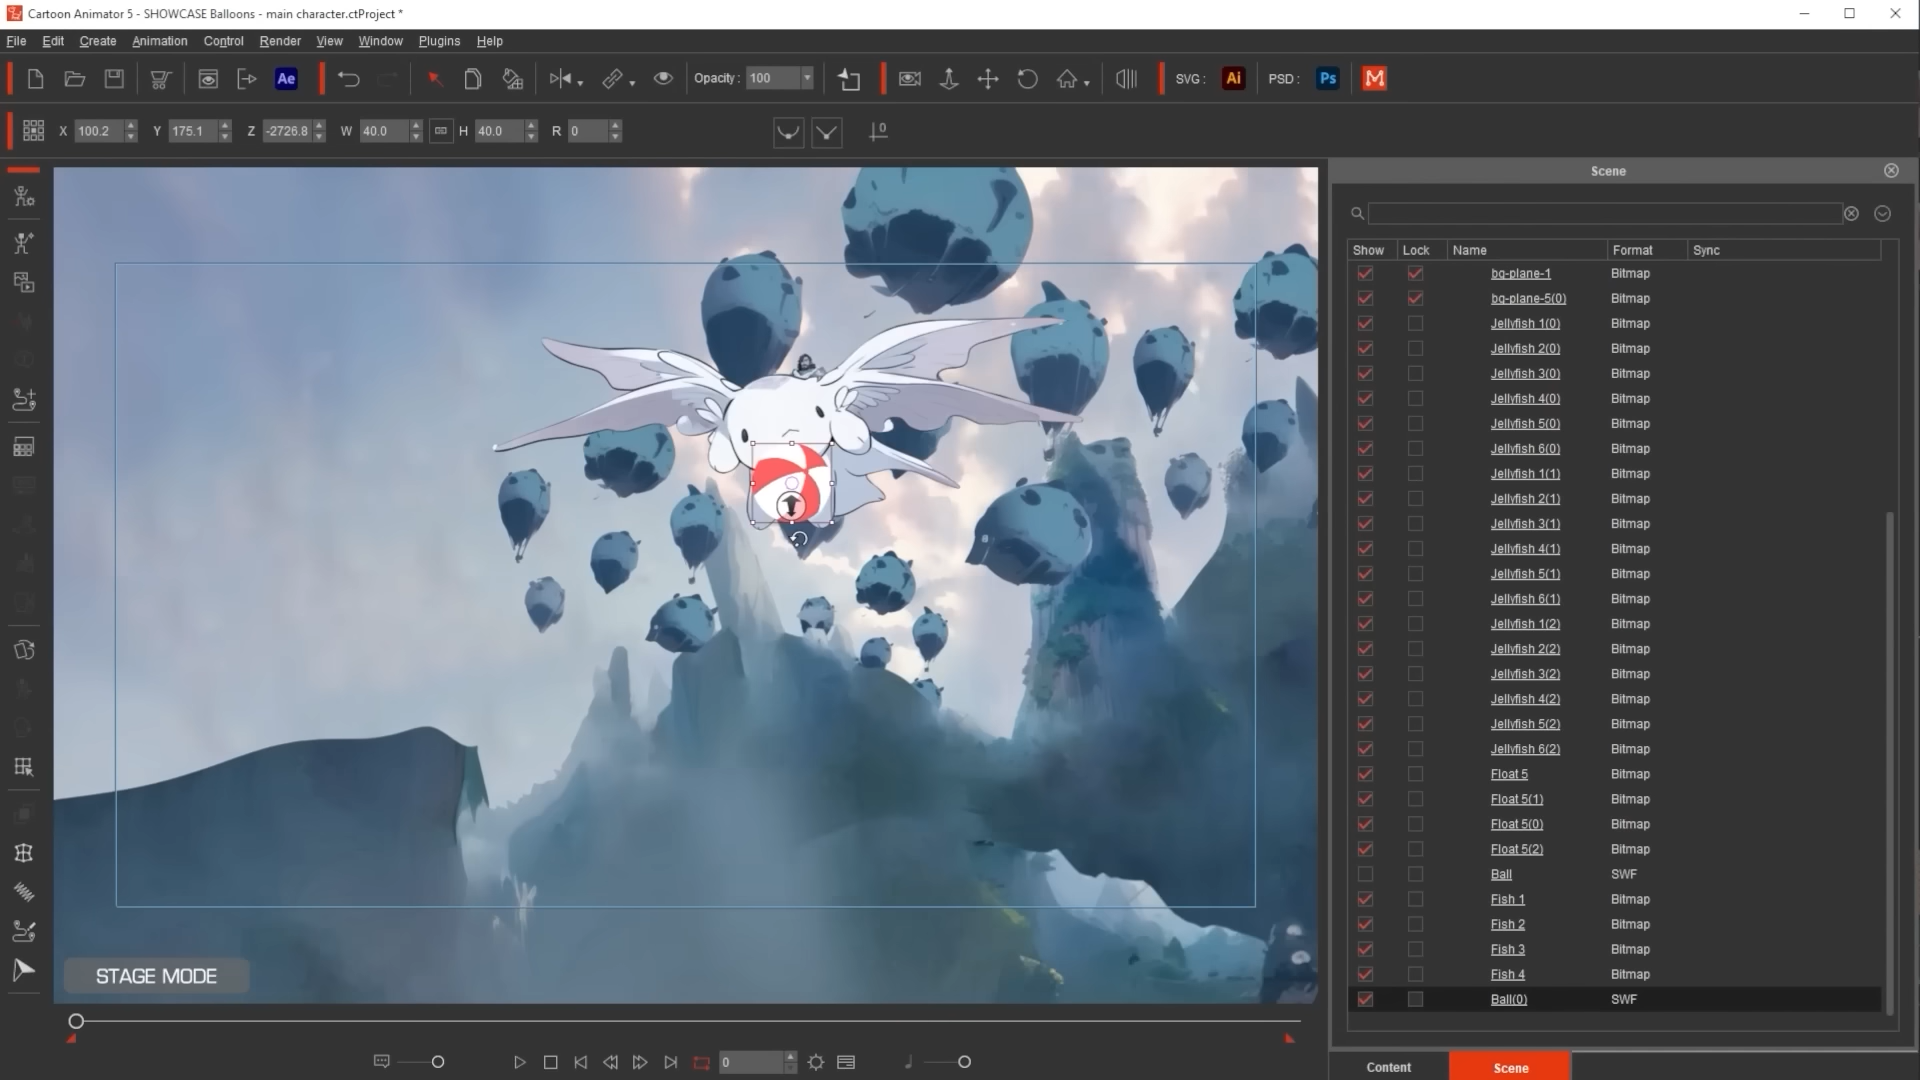 Cartoon Animator 5 - SHOWCASE Balloons - main character.ctProject *
File Edit Create Animation Control Render View Window Plugins Help
Ae Opacity : 100 SVG : Ai PSD : Ps
X 100.2 Y 175.1 Z -2726.8 W 40.0 H 40.0 R 0
Scene
Show Lock Name Format Sync
bg-plane-1 Bitmap
bg-plane-5(0) Bitmap
Jellyfish 1(0) Bitmap
Jellyfish 2(0) Bitmap
Jellyfish 3(0) Bitmap
Jellyfish 4(0) Bitmap
Jellyfish 5(0) Bitmap
Jellyfish 6(0) Bitmap
Jellyfish 1(1) Bitmap
Jellyfish 2(1) Bitmap
Jellyfish 3(1) Bitmap
Jellyfish 4(1) Bitmap
Jellyfish 5(1) Bitmap
Jellyfish 6(1) Bitmap
Jellyfish 1(2) Bitmap
Jellyfish 2(2) Bitmap
Jellyfish 3(2) Bitmap
Jellyfish 4(2) Bitmap
Jellyfish 5(2) Bitmap
Jellyfish 6(2) Bitmap
Float 5 Bitmap
Float 5(1) Bitmap
Float 5(0) Bitmap
Float 5(2) Bitmap
Ball SWF
Fish 1 Bitmap
Fish 2 Bitmap
Fish 3 Bitmap
Fish 4 Bitmap
Ball(0) SWF
STAGE MODE
0
Content Scene